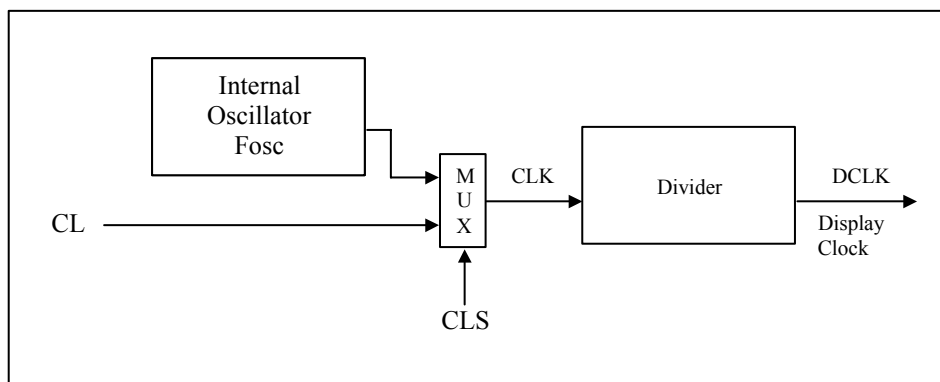 Internal
Oscillator
Fosc
M
U
X
CLK
Divider
DCLK
Display
Clock
CL
CLS